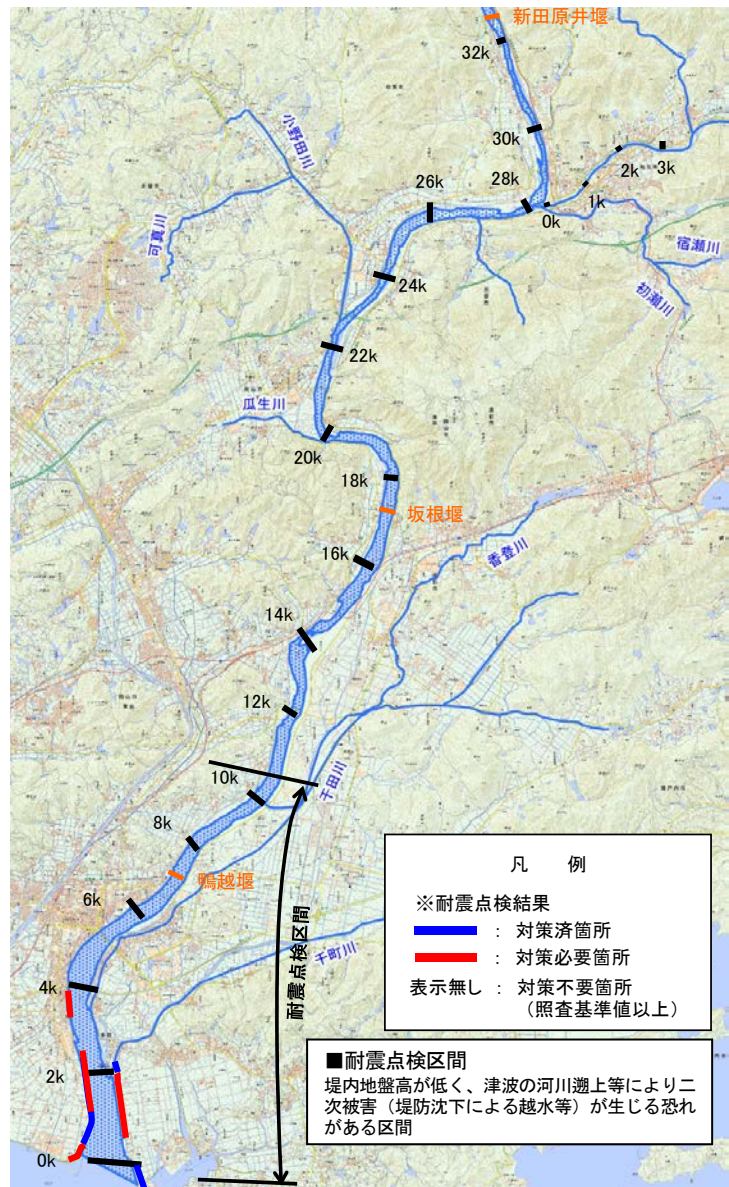 新田原井堰
32k
小野田川
30k
2k
3k
26k
28k
1k
0k
可真川
宿瀬川
24k
初瀬川
22k
瓜生川
20k
18k
坂根堰
16k
香登川
14k
12k
10k
千田川
8k
鴨越堰
6k
千町川
耐震点検区間
4k
2k
0k
凡 例
※耐震点検結果
: 対策済箇所
: 対策必要箇所
表示無し : 対策不要箇所
(照査基準値以上)
■耐震点検区間
堤内地盤高が低く、津波の河川遡上等により二
次被害(堤防沈下による越水等)が生じる恐れ
がある区間